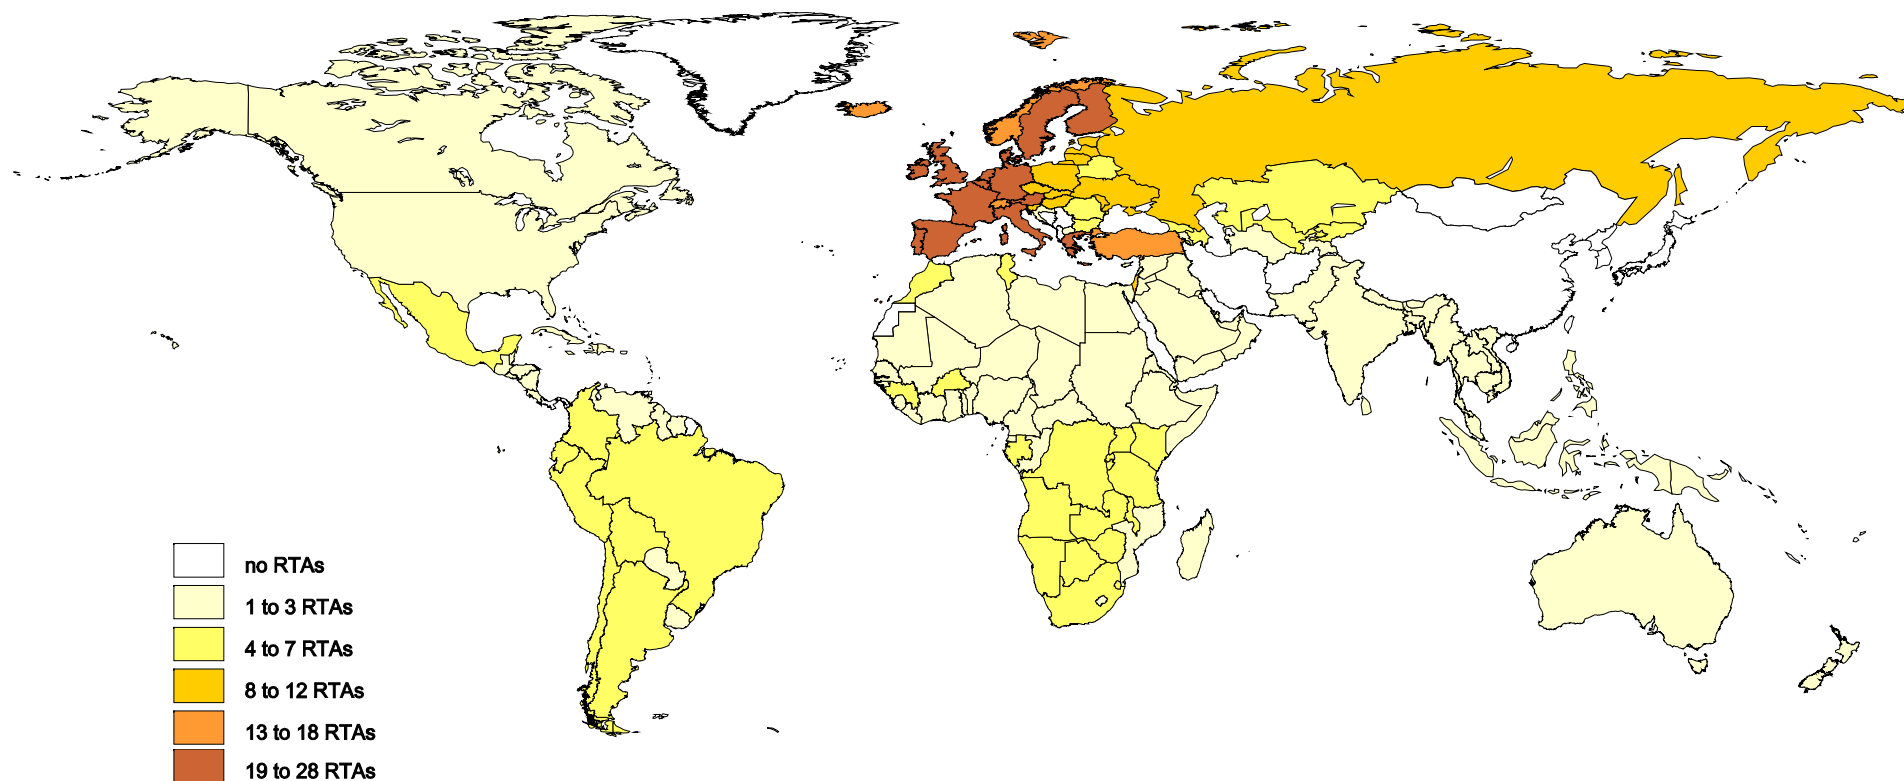 no RTAs
1 to 3 RTAs
4 to 7 RTAs
8 to 12 RTAs
13 to 18 RTAs
19 to 28 RTAs